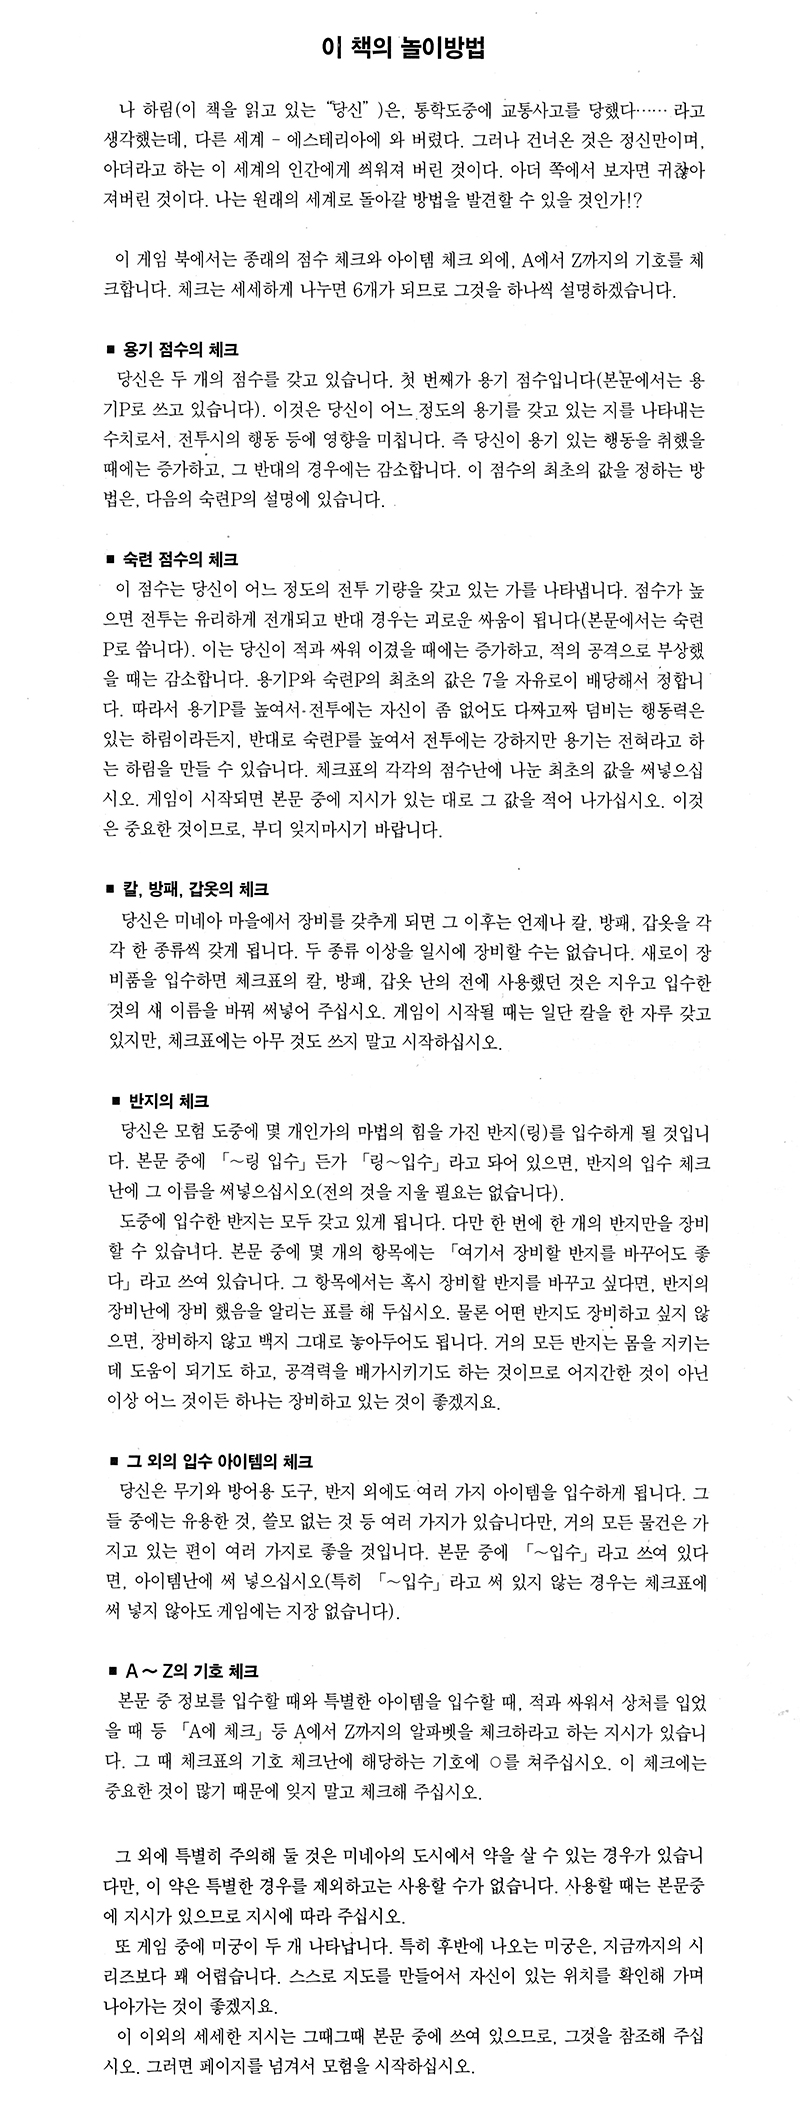 이 책의 놀이방법
나 하림(이 책을 읽고 있는 “당신”)은, 통학도중에 교통사고를 당했다…… 라고
생각했는데, 다른 세계 – 에스테리아에 와 버렸다. 그러나 건너온 것은 정신만이며,
아더라고 하는 이 세계의 인간에게 씌워져 버린 것이다. 아더 쪽에서 보자면 귀찮아
져버린 것이다. 나는 원래의 세계로 돌아갈 방법을 발견할 수 있을 것인가!?
이 게임 북에서는 종래의 점수 체크와 아이템 체크 외에, A에서 Z까지의 기호를 체
크합니다. 체크는 세세하게 나누면 6개가 되므로 그것을 하나씩 설명하겠습니다.
■ 용기 점수의 체크
당신은 두 개의 점수를 갖고 있습니다. 첫 번째가 용기 점수입니다(본문에서는 용
기P로 쓰고 있습니다). 이것은 당신이 어느 정도의 용기를 갖고 있는 지를 나타내는
수치로서, 전투시의 행동 등에 영향을 미칩니다. 즉 당신이 용기 있는 행동을 취했을
때에는 증가하고, 그 반대의 경우에는 감소합니다. 이 점수의 최초의 값을 정하는 방
법은, 다음의 숙련P의 설명에 있습니다.
■ 숙련 점수의 체크
이 점수는 당신이 어느 정도의 전투 기량을 갖고 있는 가를 나타냅니다. 점수가 높
으면 전투는 유리하게 전개되고 반대 경우는 괴로운 싸움이 됩니다(본문에서는 숙련
P로 씁니다). 이는 당신이 적과 싸워 이겼을 때에는 증가하고, 적의 공격으로 부상했
을 때는 감소합니다. 용기P와 숙련P의 최초의 값은 7을 자유로이 배당해서 정합니
다. 따라서 용기P를 높여서 전투에는 자신이 좀 없어도 다짜고짜 덤비는 행동력은
있는 하림이라든지, 반대로 숙련P를 높여서 전투에는 강하지만 용기는 전혀라고 하
는 하림을 만들 수 있습니다. 체크표의 각각의 점수난에 나눈 최초의 값을 써넣으십
시오. 게임이 시작되면 본문 중에 지시가 있는 대로 그 값을 적어 나가십시오. 이것
은 중요한 것이므로, 부디 잊지마시기 바랍니다.
■ 칼, 방패, 갑옷의 체크
당신은 미네아 마을에서 장비를 갖추게 되면 그 이후는 언제나 칼, 방패, 갑옷을 각
각 한 종류씩 갖게 됩니다. 두 종류 이상을 일시에 장비할 수는 없습니다. 새로이 장
비품을 입수하면 체크표의 칼, 방패, 갑옷 난의 전에 사용했던 것은 지우고 입수한
것의 새 이름을 바꿔 써넣어 주십시오. 게임이 시작될 때는 일단 칼을 한 자루 갖고
있지만, 체크표에는 아무 것도 쓰지 말고 시작하십시오.
■ 반지의 체크
당신은 모험 도중에 몇 개인가의 마법의 힘을 가진 반지(링)를 입수하게 될 것입니
다. 본문 중에 「~링 입수」든가 「링~입수」라고 되어 있으면, 반지의 입수 체크
난에 그 이름을 써넣으십시오(전의 것을 지울 필요는 없습니다).
도중에 입수한 반지는 모두 갖고 있게 됩니다. 다만 한 번에 한 개의 반지만을 장비
할 수 있습니다. 본문 중에 몇 개의 항목에는 「여기서 장비할 반지를 바꾸어도 좋
다」라고 쓰여 있습니다. 그 항목에서는 혹시 장비할 반지를 바꾸고 싶다면, 반지의
장비난에 장비 했음을 알리는 표를 해 두십시오. 물론 어떤 반지도 장비하고 싶지 않
으면, 장비하지 않고 백지 그대로 놓아두어도 됩니다. 거의 모든 반지는 몸을 지키는
데 도움이 되기도 하고, 공격력을 배가시키기도 하는 것이므로 어지간한 것이 아닌
이상 어느 것이든 하나는 장비하고 있는 것이 좋겠지요.
■ 그 외의 입수 아이템의 체크
당신은 무기와 방어용 도구, 반지 외에도 여러 가지 아이템을 입수하게 됩니다. 그
들 중에는 유용한 것, 쓸모 없는 것 등 여러 가지가 있습니다만, 거의 모든 물건은 가
지고 있는 편이 여러 가지로 좋을 것입니다. 본문 중에 「~입수」라고 쓰여 있다
면, 아이템난에 써 넣으십시오(특히 「~입수」라고 써 있지 않는 경우는 체크표에
써 넣지 않아도 게임에는 지장 없습니다).
■ A ~ Z의 기호 체크
본문 중 정보를 입수할 때와 특별한 아이템을 입수할 때, 적과 싸워서 상처를 입었
을 때 등 「A에 체크」등 A에서 Z까지의 알파벳을 체크하라고 하는 지시가 있습니
다. 그 때 체크표의 기호 체크난에 해당하는 기호에 ○를 쳐주십시오. 이 체크에는
중요한 것이 많기 때문에 잊지 말고 체크해 주십시오.
그 외에 특별히 주의해 둘 것은 미네아의 도시에서 약을 살 수 있는 경우가 있습니
다만, 이 약은 특별한 경우를 제외하고는 사용할 수가 없습니다. 사용할 때는 본문중
에 지시가 있으므로 지시에 따라 주십시오.
또 게임 중에 미궁이 두 개 나타납니다. 특히 후반에 나오는 미궁은, 지금까지의 시
리즈보다 꽤 어렵습니다. 스스로 지도를 만들어서 자신이 있는 위치를 확인해 가며
나아가는 것이 좋겠지요.
이 이외의 세세한 지시는 그때그때 본문 중에 쓰여 있으므로, 그것을 참조해 주십
시오. 그러면 페이지를 넘겨서 모험을 시작하십시오.